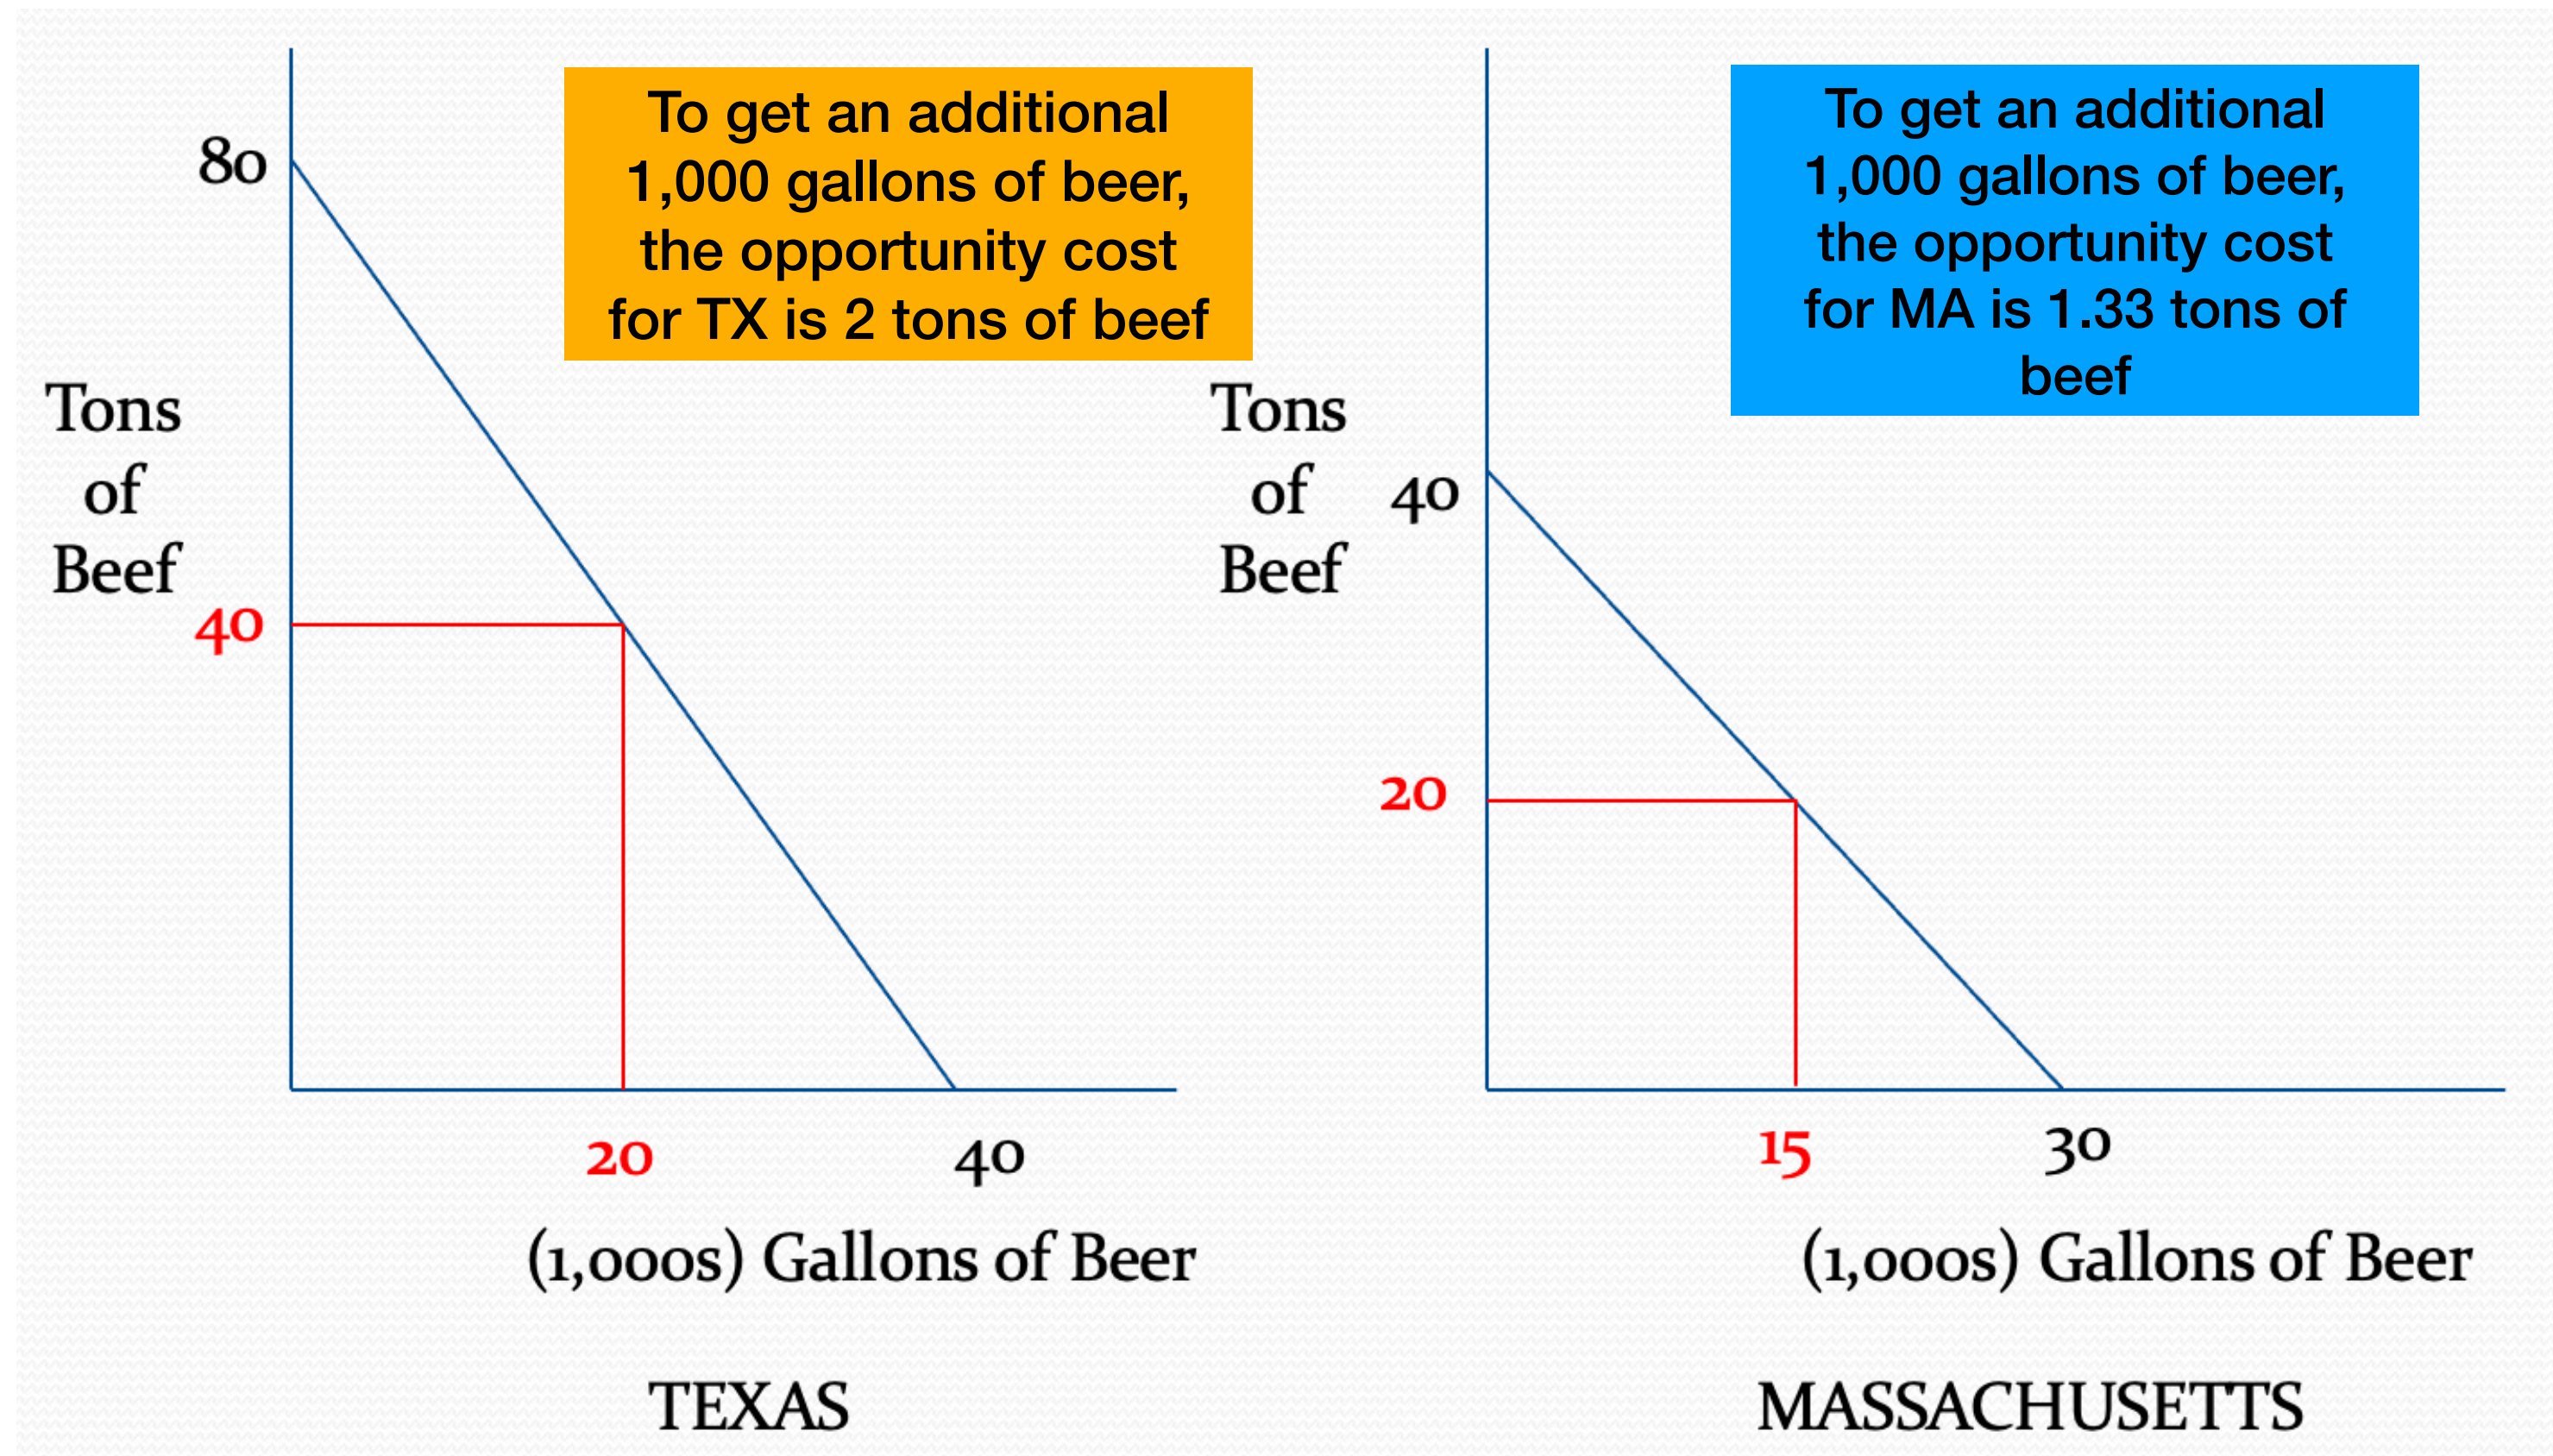 To get an additional
1,000 gallons of beer,
the opportunity cost
for TX is 2 tons of beef
80
Tons
of
Beef
40
20
40
(1,000s) Gallons of Beer
TEXAS
To get an additional
1,000 gallons of beer,
the opportunity cost
for MA is 1.33 tons of
beef
Tons
of
Beef
40
20
15
30
(1,000s) Gallons of Beer
MASSACHUSETTS